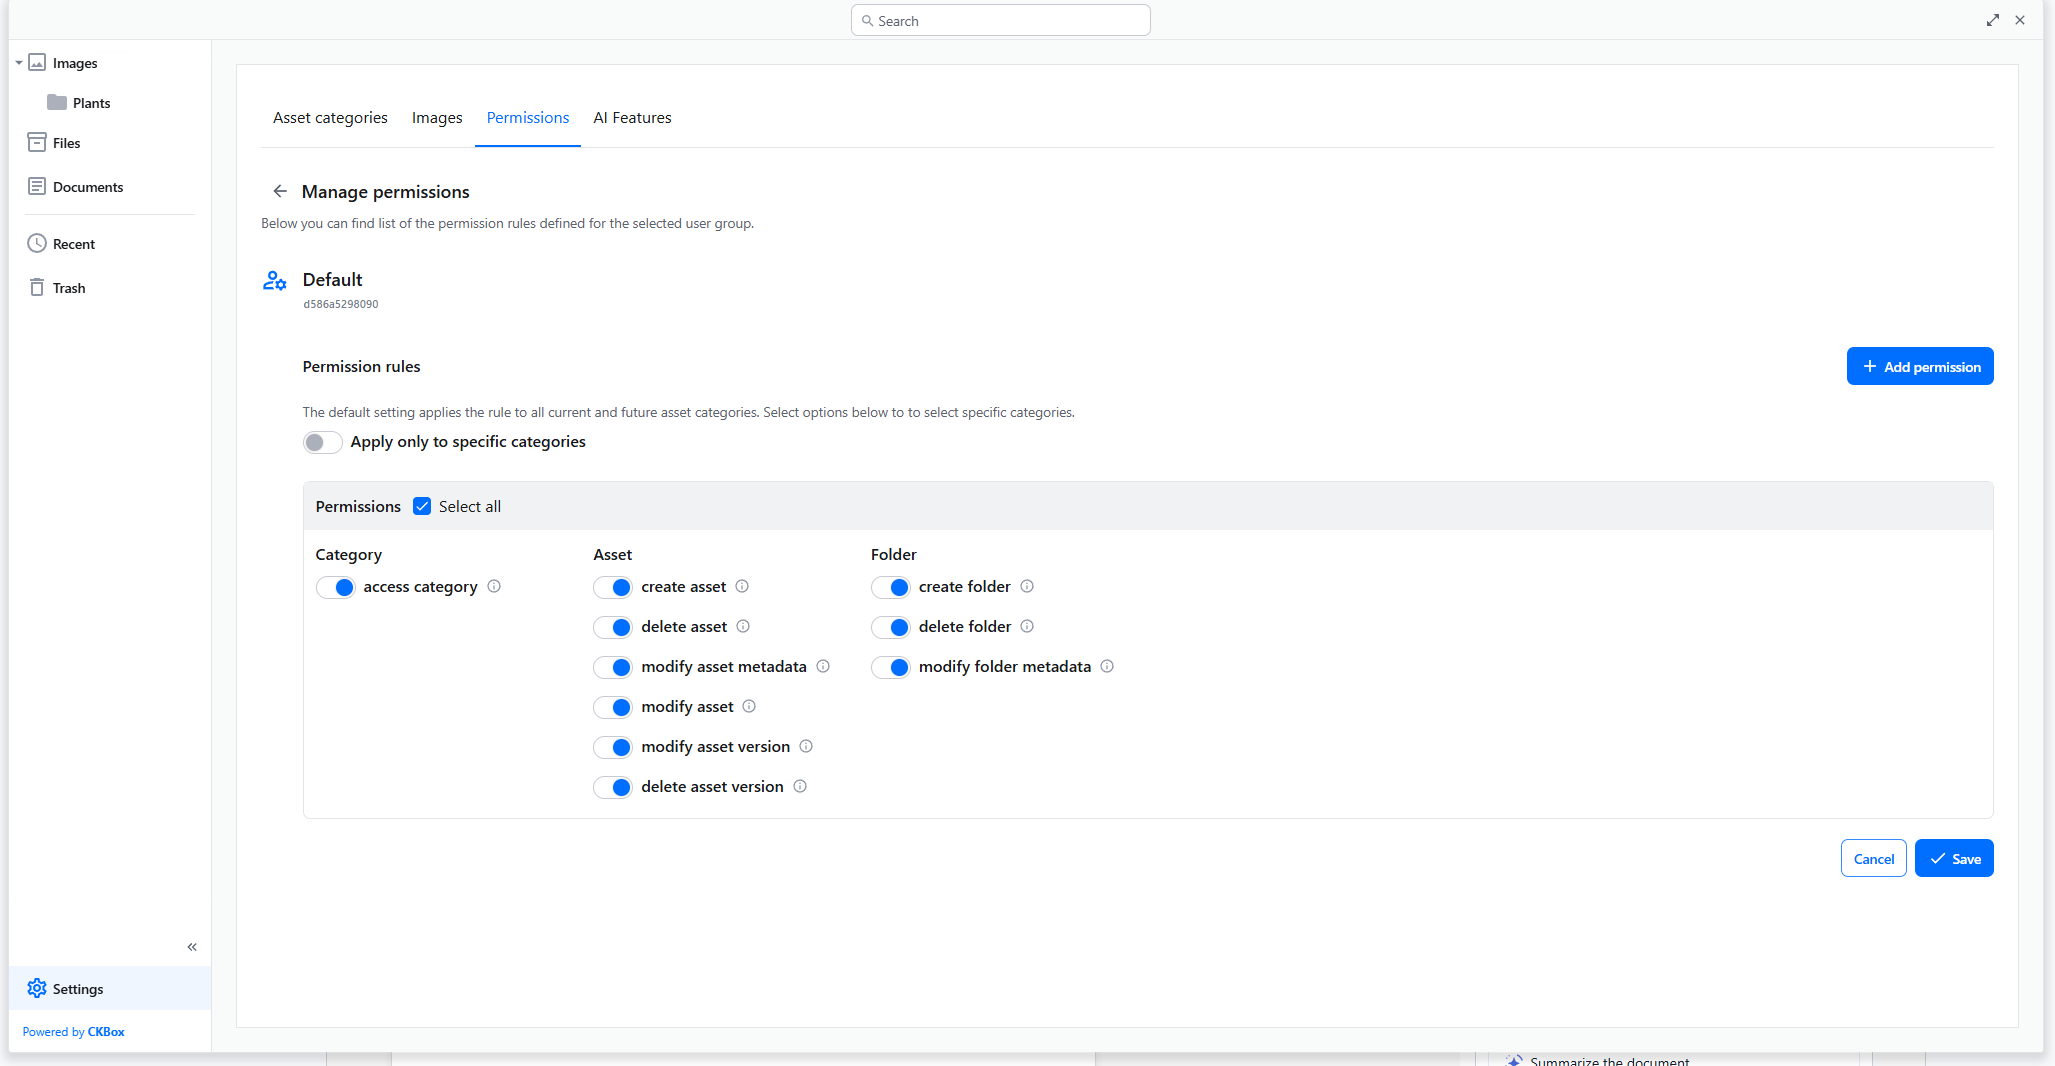 Search
Images
Plants
Files
Documents
Recent
Trash
Asset categories Images Permissions AI Features
Manage permissions
Below you can find list of the permission rules defined for the selected user group.
Default
d586a5298090
Permission rules
Add permission
The default setting applies the rule to all current and future asset categories. Select options below to to select specific categories.
Apply only to specific categories
Permissions Select all
Category Asset Folder
access category create asset create folder
delete asset delete folder
modify asset metadata modify folder metadata
modify asset
modify asset version
delete asset version
Cancel Save
Settings
Powered by CKBox
Summarize the document